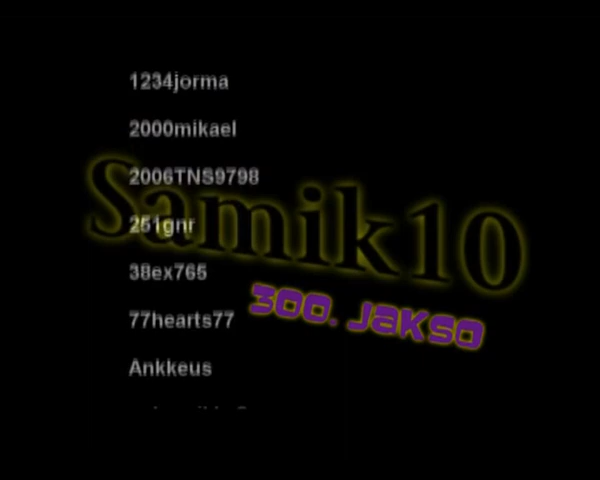 1234jorma
2000mikael
2006TNS9798
Samik10
251gnr
38ex765
300. jakso
77hearts77
Ankkeus